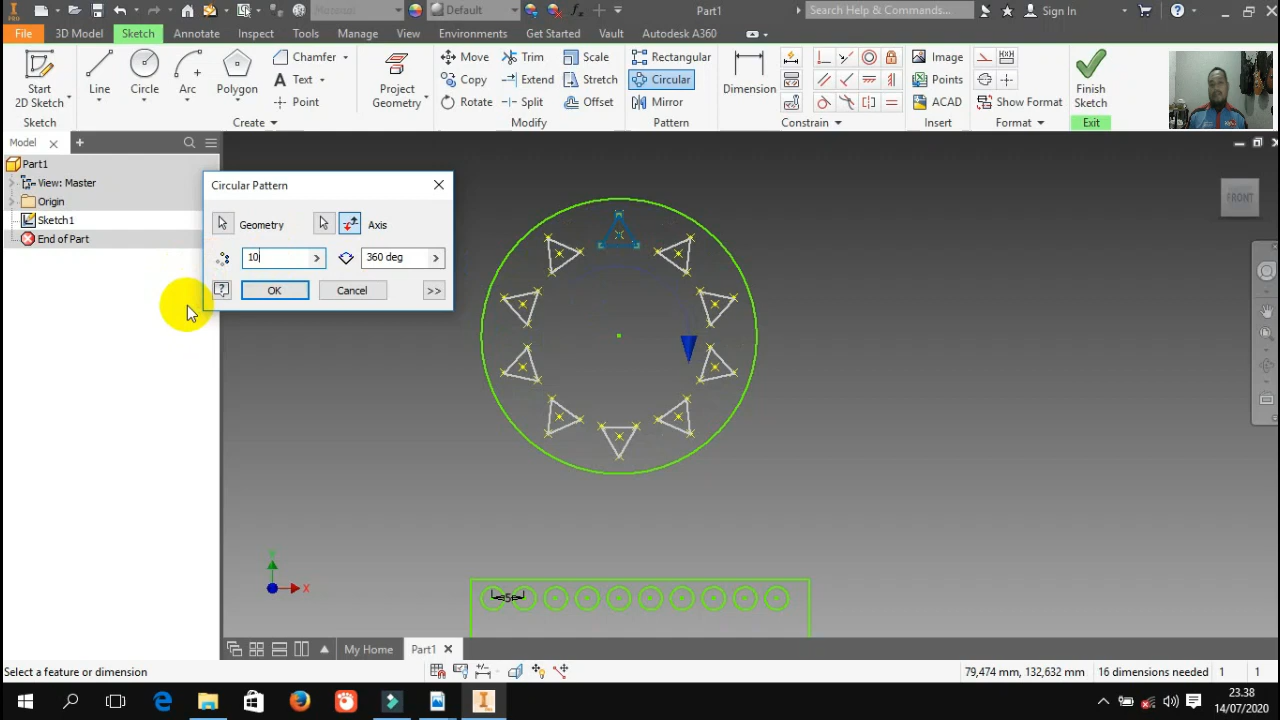 PRO
Material
Default
fx
Part1
Search Help & Commands...
Sign In
File
3D Model
Sketch
Annotate
Inspect
Tools
Manage
View
Environments
Get Started
Vault
Autodesk A360
Start
2D Sketch
Line
Circle
Arc
Polygon
Chamfer
Text
Point
Project
Geometry
Move
Copy
Rotate
Trim
Extend
Split
Scale
Stretch
Offset
Rectangular
Circular
Mirror
Dimension
Image
Points
ACAD
Show Format
Finish
Sketch
Sketch
Create
Modify
Pattern
Constrain
Insert
Format
Exit
Model
Part1
View: Master
Origin
Sketch1
End of Part
Circular Pattern
Geometry
Axis
10
360 deg
OK
Cancel
>>
FRONT
5
Y
X
My Home
Part1
Select a feature or dimension
79,474 mm, 132,632 mm
16 dimensions needed
1
1
23.38
14/07/2020